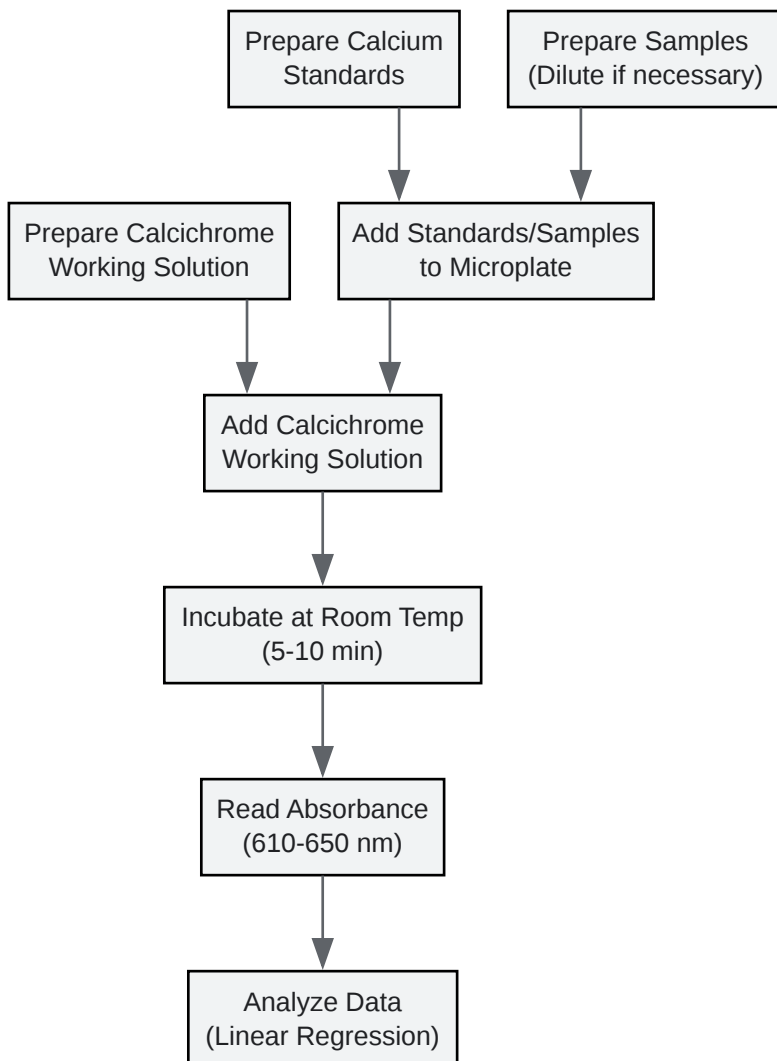 Prepare Calcium
Standards
Prepare Samples
(Dilute if necessary)
Prepare Calcichrome
Working Solution
Add Standards/Samples
to Microplate
Add Calcichrome
Working Solution
Incubate at Room Temp
(5-10 min)
Read Absorbance
(610-650 nm)
Analyze Data
(Linear Regression)